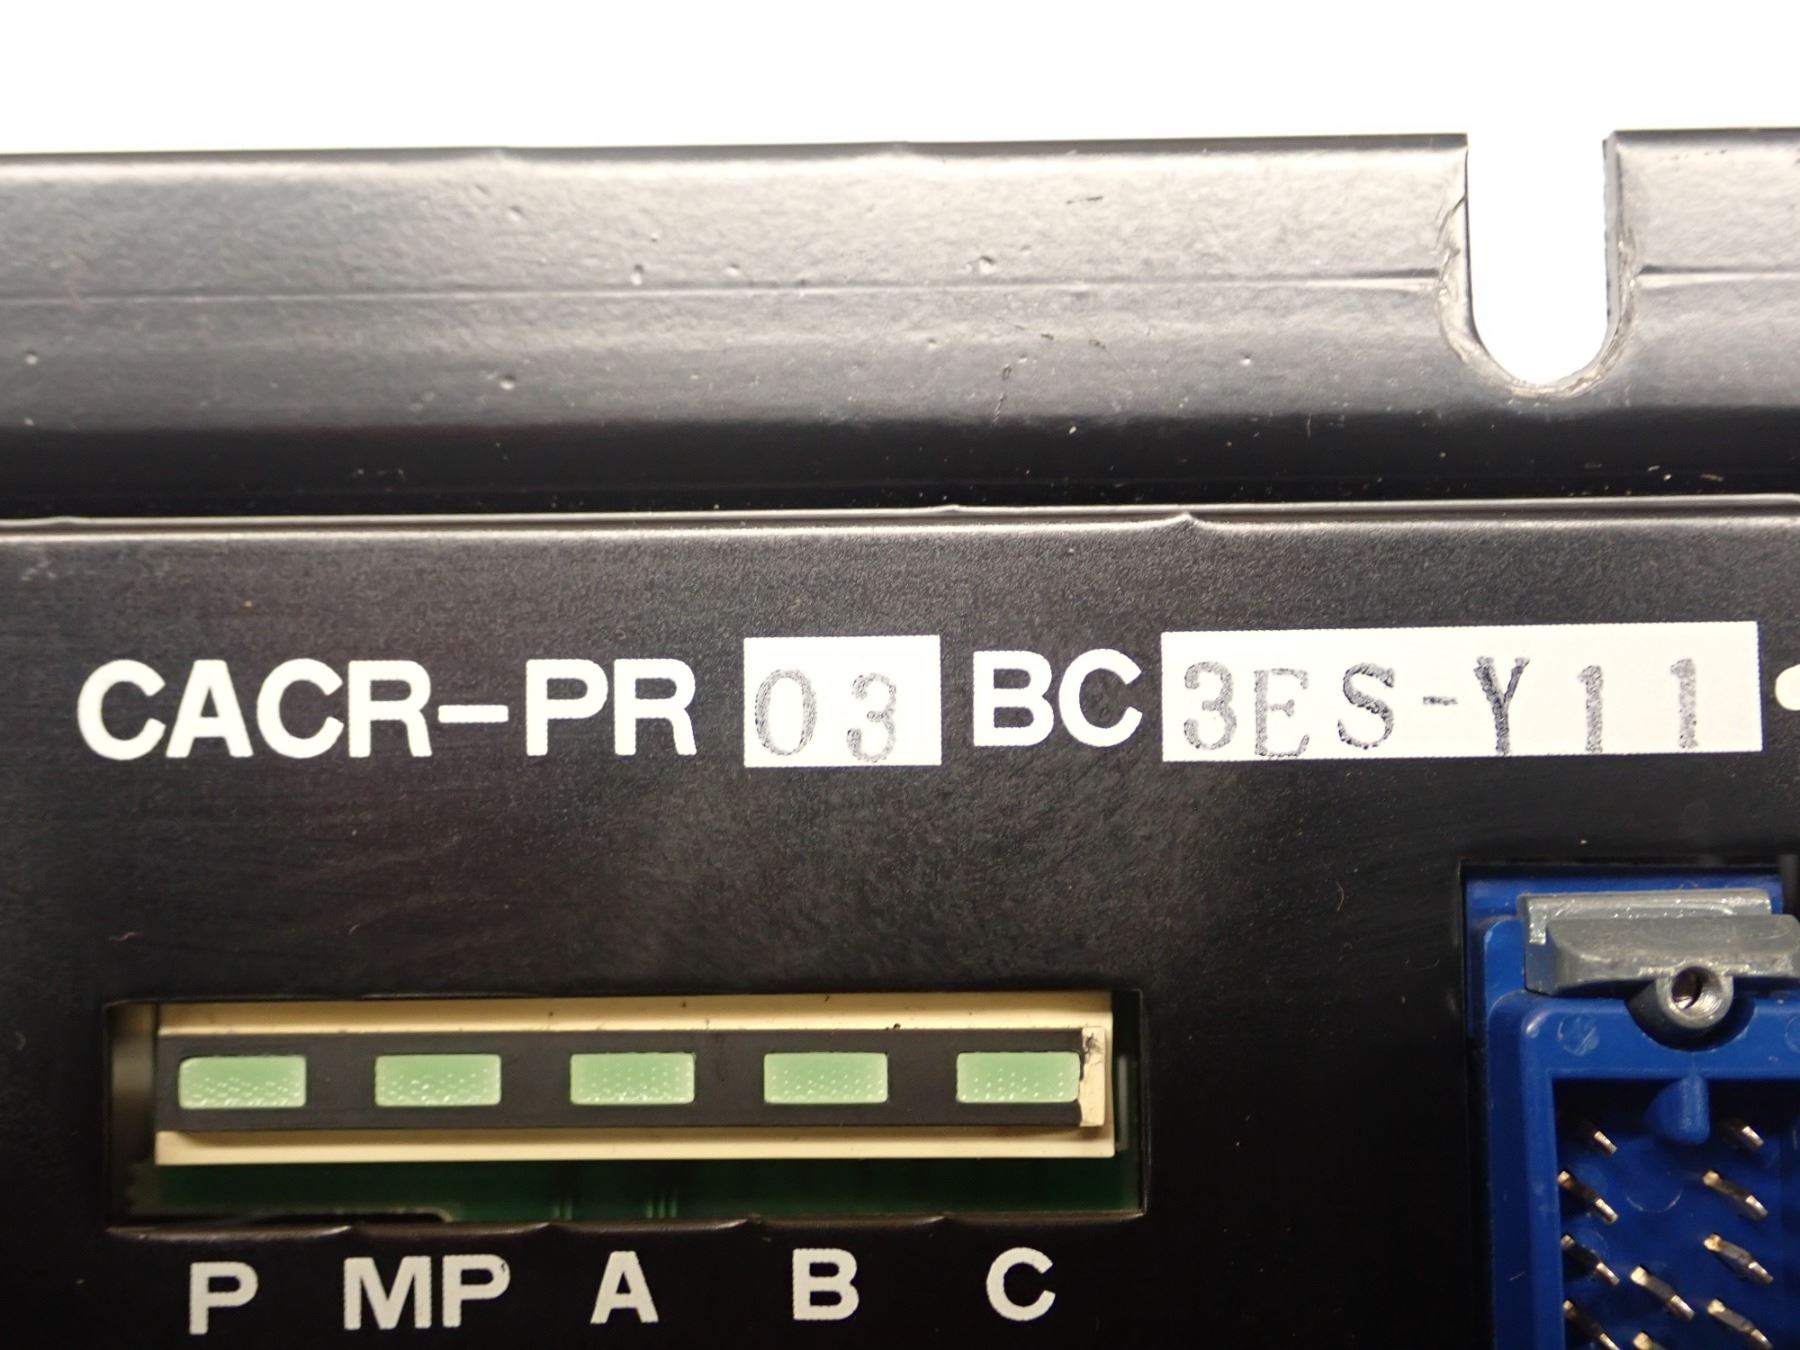 CACR-PR 03 BC 3ES-Y11
P MP A B C